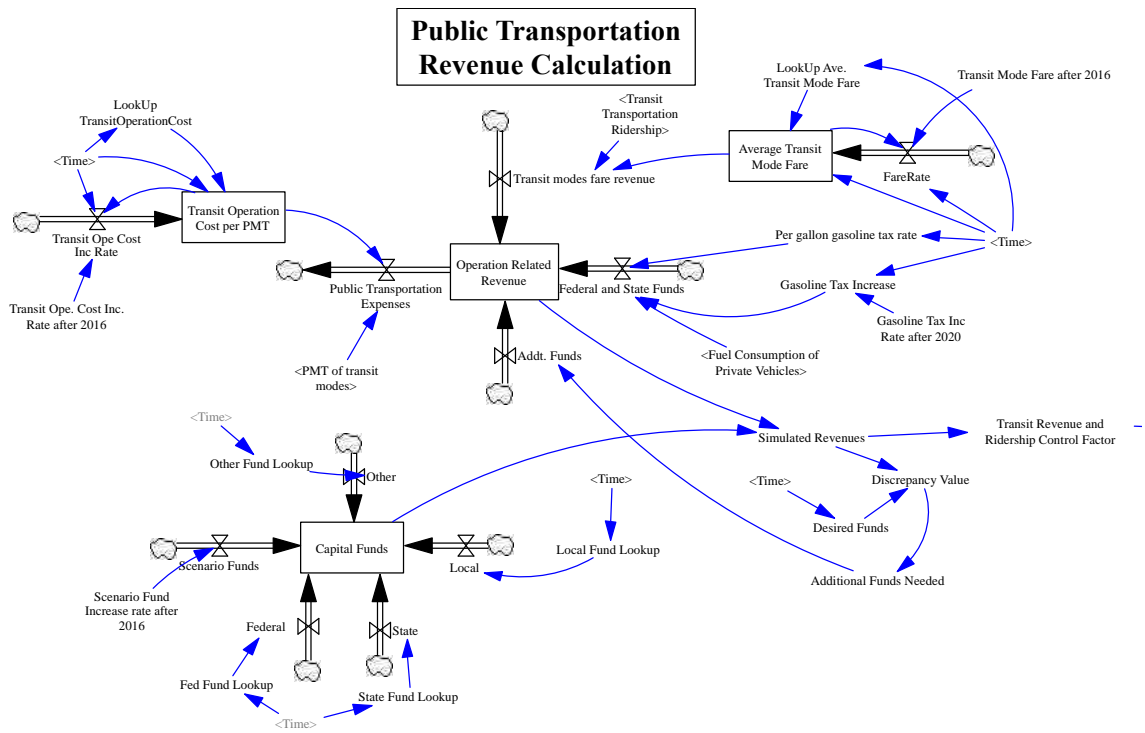 Public Transportation
Revenue Calculation
LookUp
TransitOperationCost
<Time>
Transit Operation
Cost per PMT
Transit Ope Cost
Inc Rate
Transit Ope. Cost Inc.
Rate after 2016
<Transit
Transportation
Ridership>
Transit modes fare revenue
LookUp Ave.
Transit Mode Fare
Transit Mode Fare after 2016
Average Transit
Mode Fare
FareRate
<Time>
Per gallon gasoline tax rate
Operation Related
Revenue
Public Transportation
Expenses
Federal and State Funds
Gasoline Tax Increase
Gasoline Tax Inc
Rate after 2020
<PMT of transit
modes>
Addt. Funds
<Fuel Consumption of
Private Vehicles>
<Time>
Other Fund Lookup
Other
Simulated Revenues
Transit Revenue and
Ridership Control Factor
<Time>
<Time>
Discrepancy Value
Desired Funds
Capital Funds
Scenario Funds
Local
Local Fund Lookup
Additional Funds Needed
Scenario Fund
Increase rate after
2016
Federal
State
Fed Fund Lookup
State Fund Lookup
<Time>